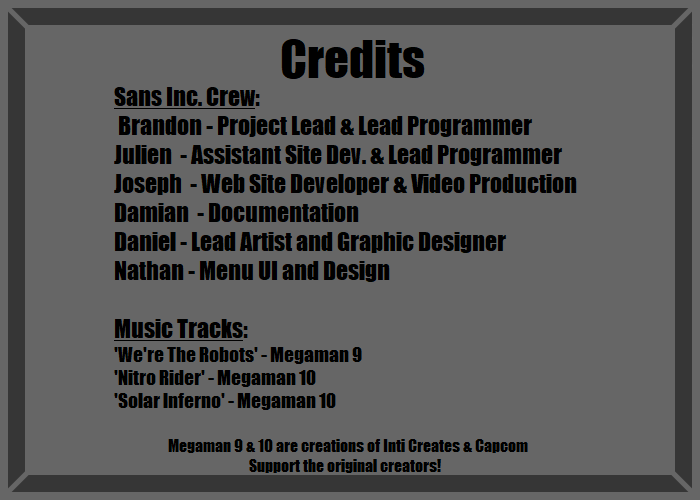 Credits
Sans Inc. Crew:
Brandon - Project Lead & Lead Programmer
Julien - Assistant Site Dev. & Lead Programmer
Joseph - Web Site Developer & Video Production
Damian - Documentation
Daniel - Lead Artist and Graphic Designer
Nathan - Menu UI and Design
Music Tracks:
'We're The Robots' - Megaman 9
'Nitro Rider' - Megaman 10
'Solar Inferno' - Megaman 10
Megaman 9 & 10 are creations of Inti Creates & Capcom
Support the original creators!